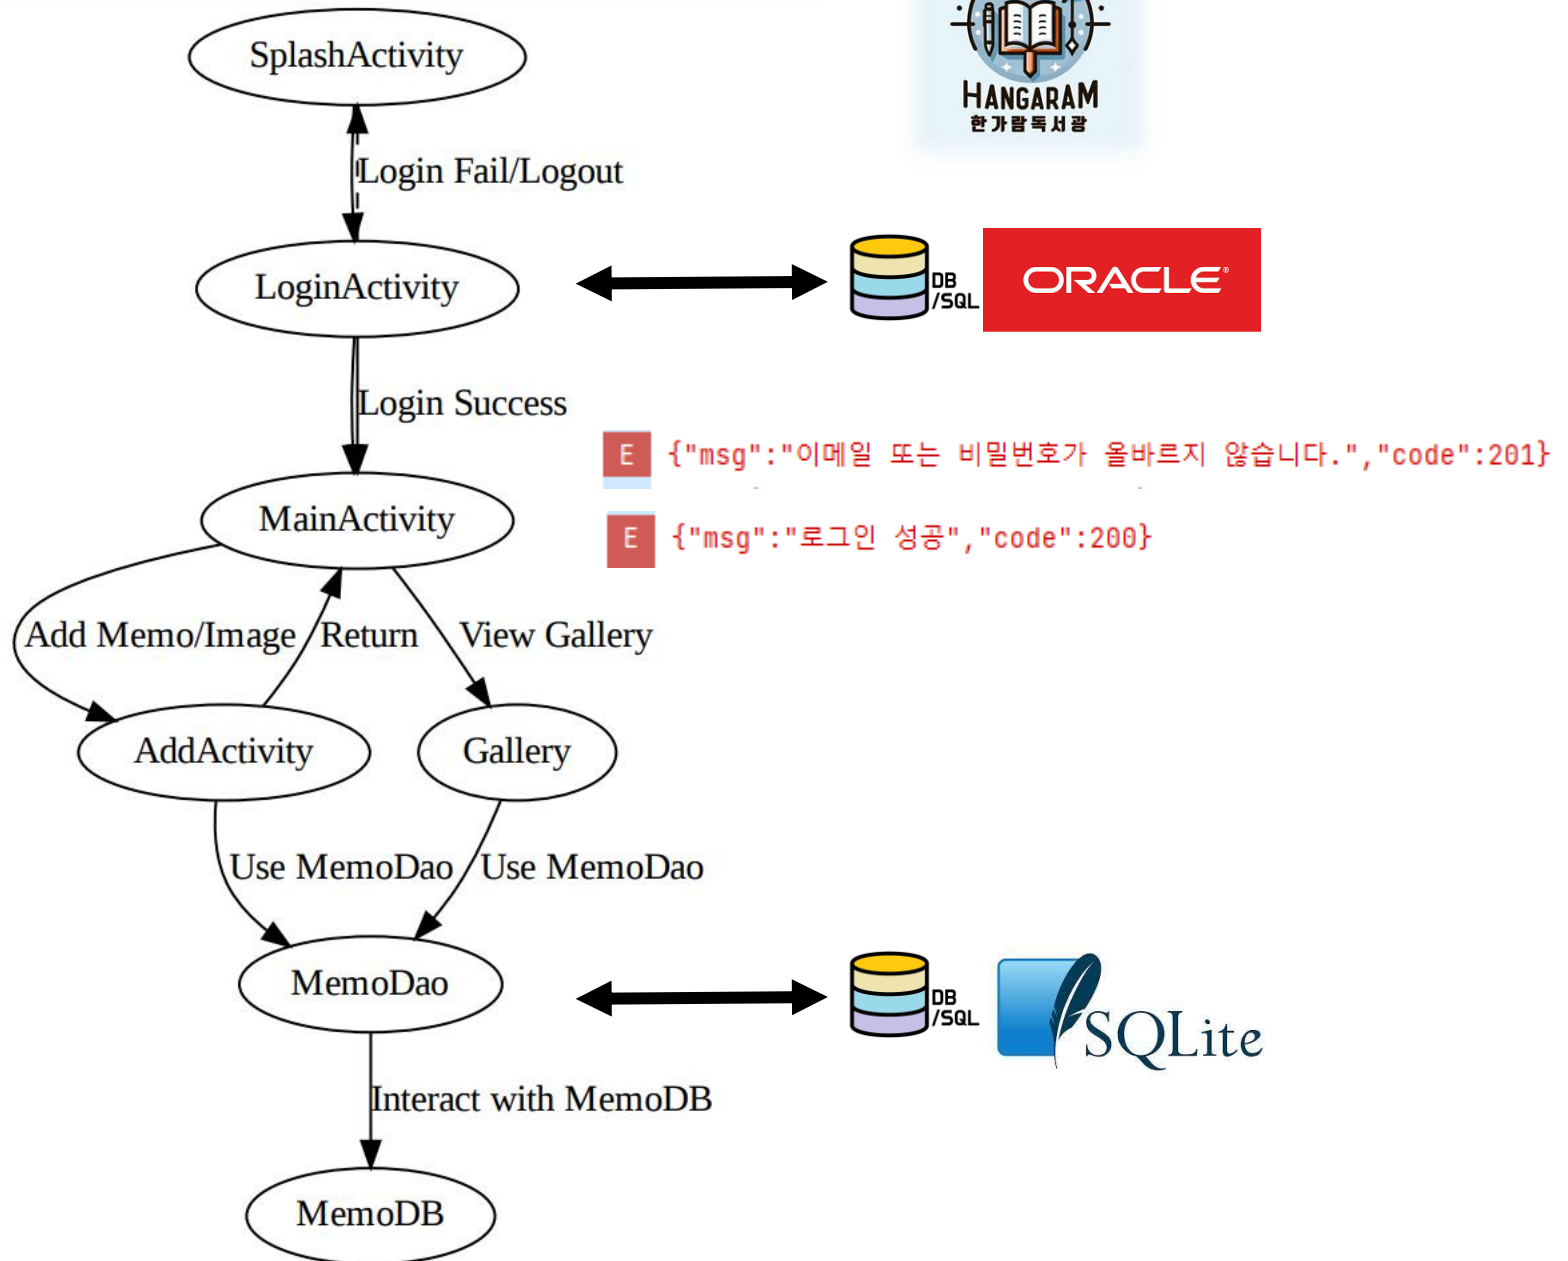 SplashActivity
HANGARAM
한가람독서광
Login Fail/Logout
LoginActivity
DB
/SQL
ORACLE®
Login Success
E {"msg":"이메일 또는 비밀번호가 올바르지 않습니다.","code":201}
MainActivity
E {"msg":"로그인 성공","code":200}
Add Memo/Image
Return
View Gallery
AddActivity
Gallery
Use MemoDao
Use MemoDao
MemoDao
DB
/SQL
SQLite
Interact with MemoDB
MemoDB